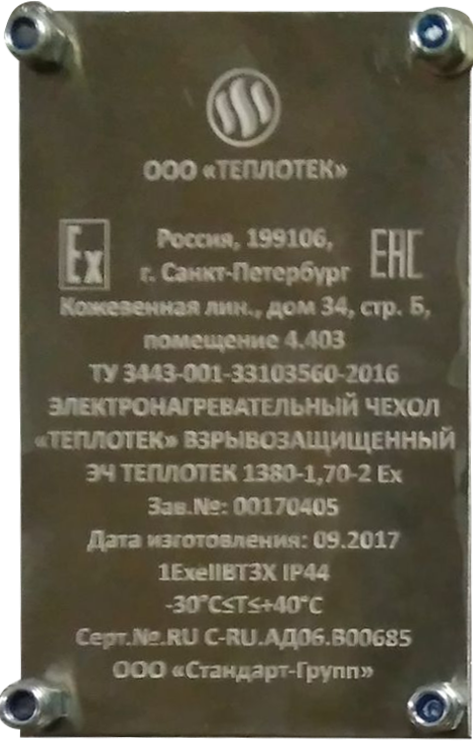 ООО «ТЕПЛОТЕК»
Ex Россия, 199106, EAC
г. Санкт-Петербург
Кожевенная лин., дом 34, стр. Б,
помещение 4.403
ТУ 3443-001-33103560-2016
ЭЛЕКТРОНАГРЕВАТЕЛЬНЫЙ ЧЕХОЛ
«ТЕПЛОТЕК» ВЗРЫВОЗАЩИЩЕННЫЙ
ЭЧ ТЕПЛОТЕК 1380-1,70-2 Ex
Зав.№: 00170405
Дата изготовления: 09.2017
1ExeIIBT3X IP44
-30°C≤T≤+40°C
Серт.№.RU C-RU.АД06.В00685
ООО «Стандарт-Групп»